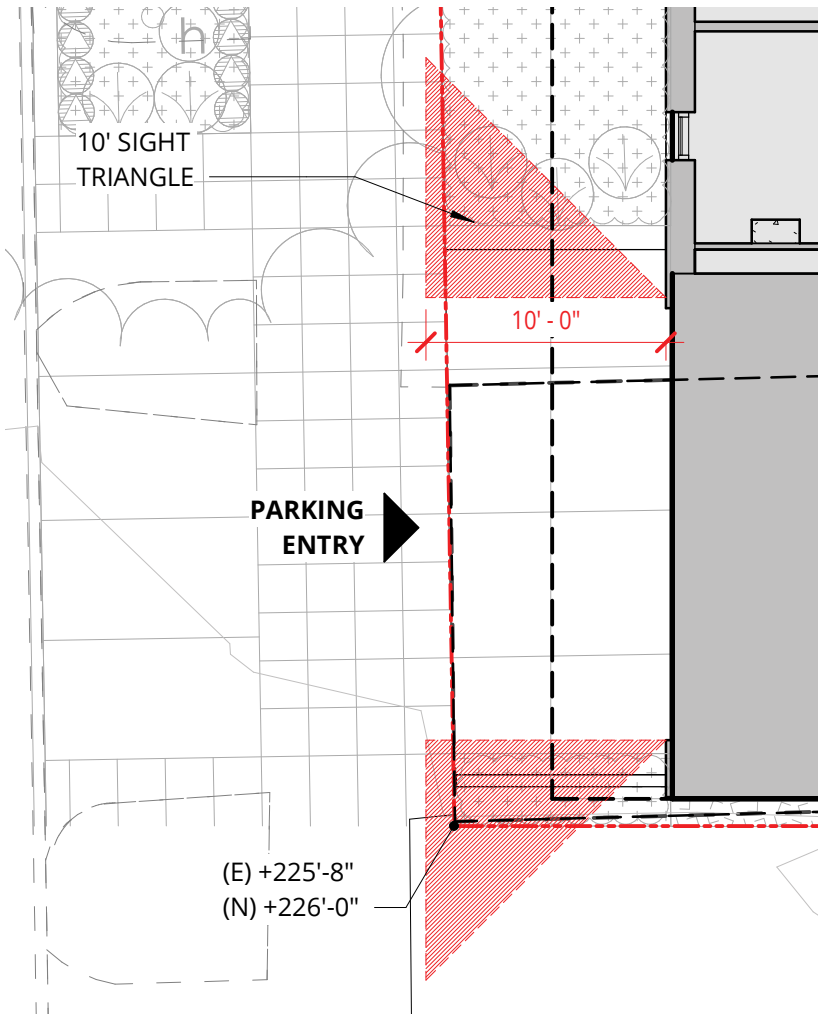 h
10' SIGHT
TRIANGLE
10' - 0"
PARKING
ENTRY
(E) +225'-8"
(N) +226'-0"